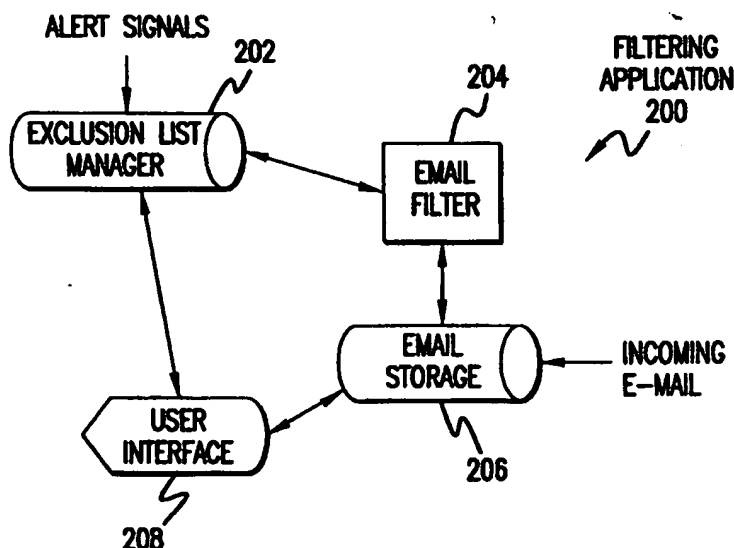 ALERT SIGNALS
202
EXCLUSION LIST
MANAGER
204
FILTERING
APPLICATION
200
EMAIL
FILTER
EMAIL
STORAGE
INCOMING
E-MAIL
206
USER
INTERFACE
208